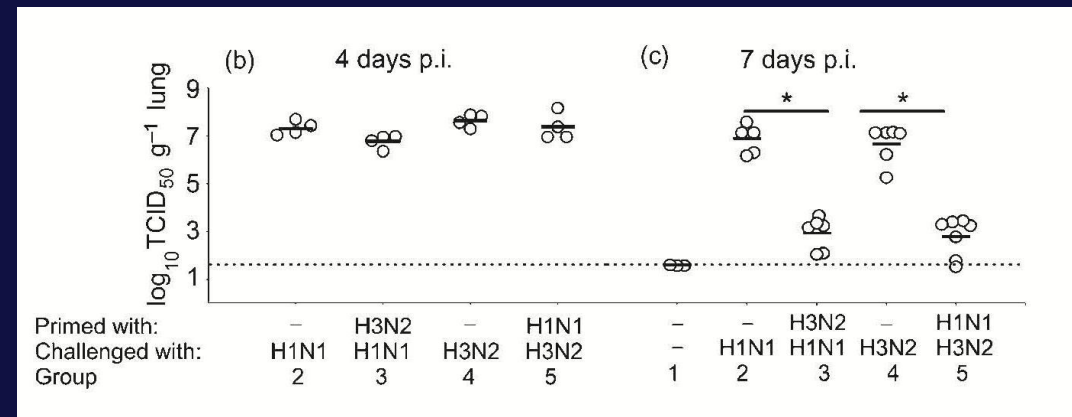 (b) 4 days p.i. (c) 7 days p.i.
log₁₀ TCID₅₀ g⁻¹ lung
9
7
5
3
1
* *
Primed with: – H3N2 – H1N1 – – H3N2 – H1N1
Challenged with: H1N1 H1N1 H3N2 H3N2 – H1N1 H1N1 H3N2 H3N2
Group 2 3 4 5 1 2 3 4 5